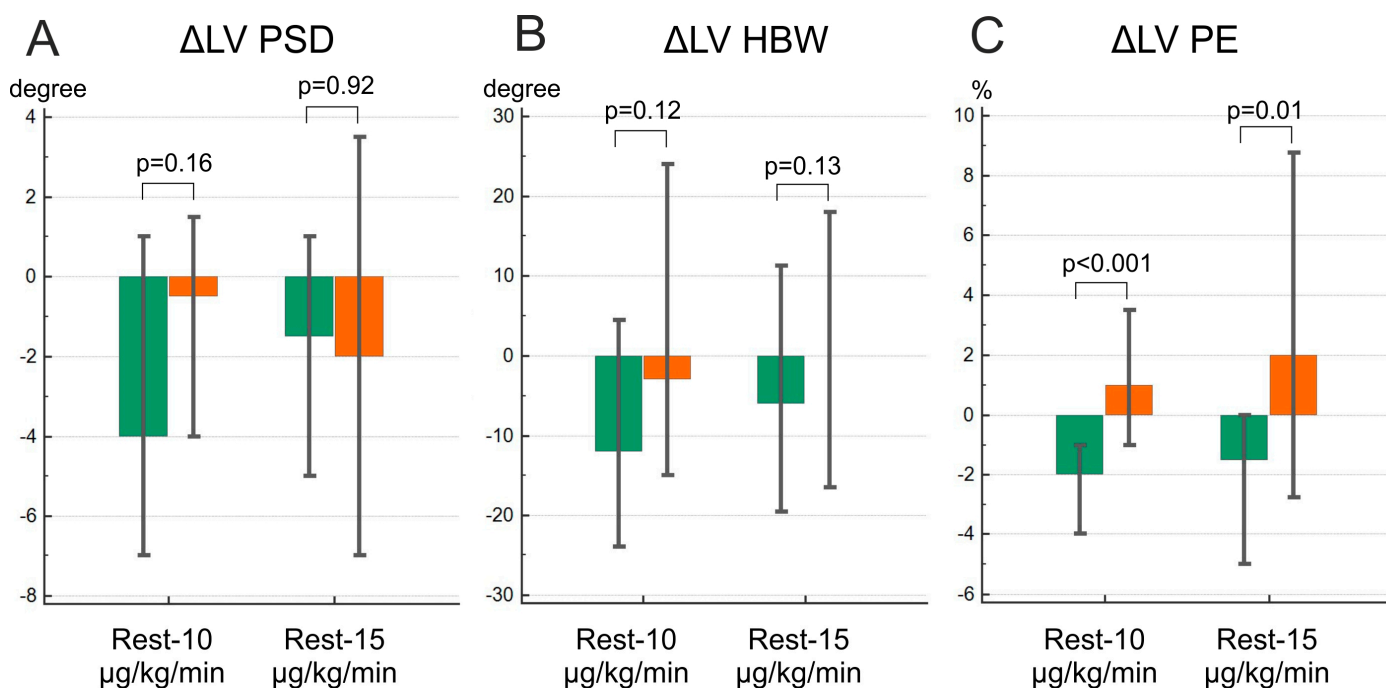 A
ΔLV PSD
degree
p=0.92
p=0.16
4
2
0
-2
-4
-6
-8
Rest-10
µg/kg/min
Rest-15
µg/kg/min
B
ΔLV HBW
degree
p=0.12
p=0.13
30
20
10
0
-10
-20
-30
Rest-10
µg/kg/min
Rest-15
µg/kg/min
C
ΔLV PE
%
p=0.01
p<0.001
10
8
6
4
2
0
-2
-4
-6
Rest-10
µg/kg/min
Rest-15
µg/kg/min